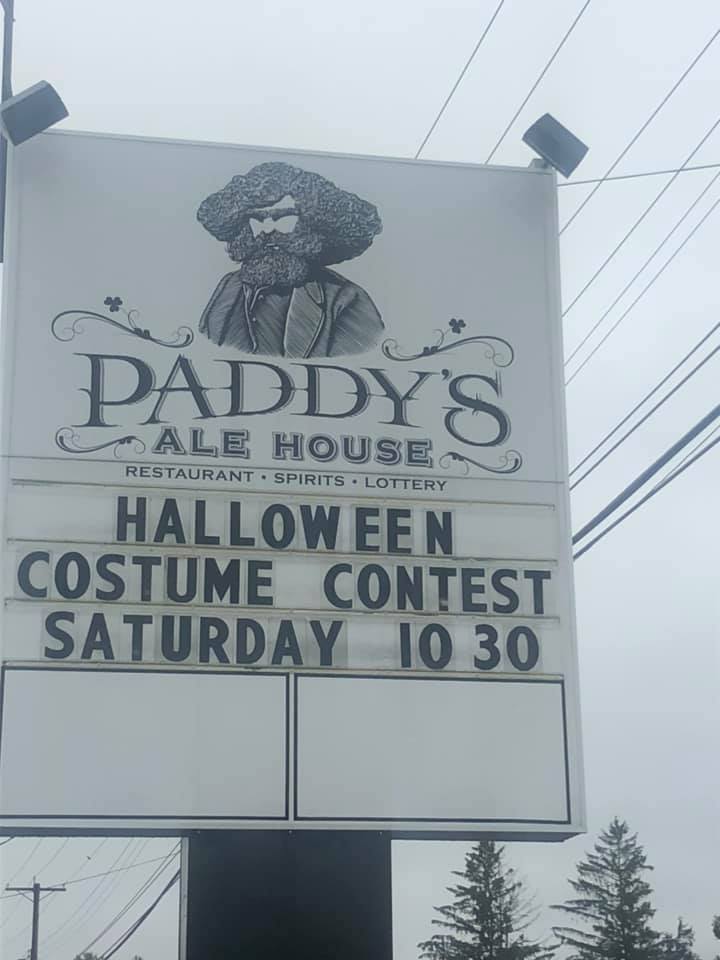 PADDY'S
ALE HOUSE
RESTAURANT • SPIRITS • LOTTERY
HALLOWEEN
COSTUME CONTEST
SATURDAY 10 30